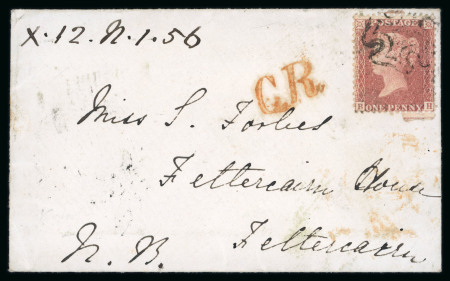 x.12.N.1.56
POSTAGE
G.R.
ONE PENNY
H
Miss S. Forbes
Fettercairn House
Fettercairn
N. B.